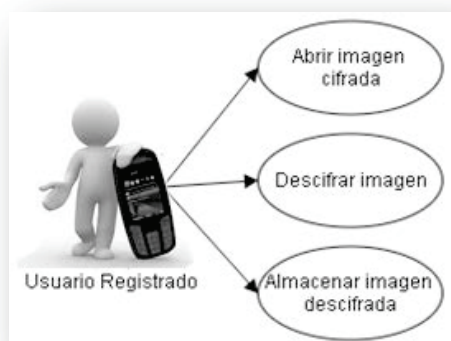 Abrir imagen
cifrada
Descifrar imagen
Usuario Registrado
Almacenar imagen
descifrada